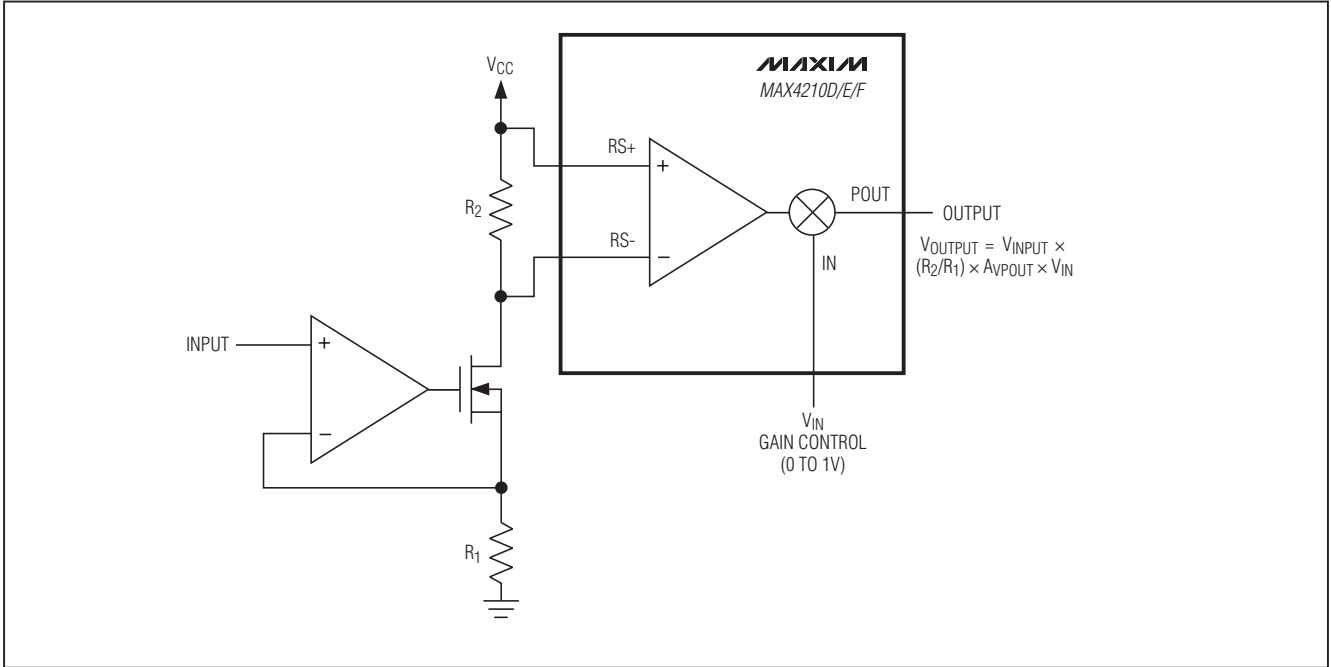 VCC
MAXIM
MAX4210D/E/F
RS+
+
R2
POUT
OUTPUT
RS-
−
IN
VOUTPUT = VINPUT ×
(R2/R1) × AVPOUT × VIN
INPUT
+
−
VIN
GAIN CONTROL
(0 TO 1V)
R1